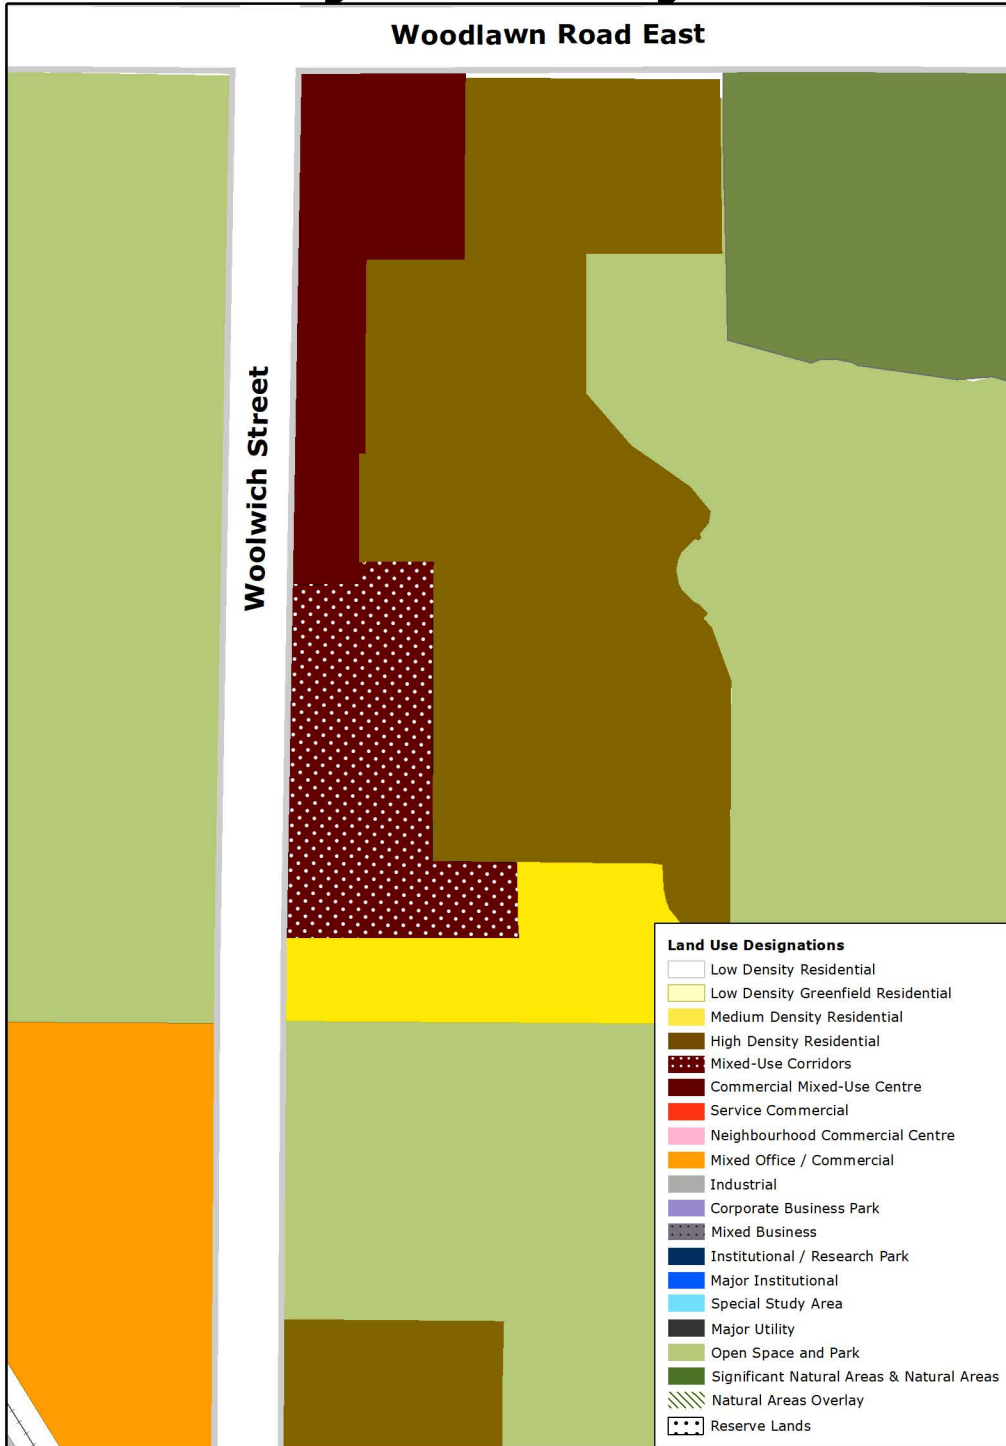 Woodlawn Road East
Woolwich Street
Land Use Designations
Low Density Residential
Low Density Greenfield Residential
Medium Density Residential
High Density Residential
Mixed-Use Corridors
Commercial Mixed-Use Centre
Service Commercial
Neighbourhood Commercial Centre
Mixed Office / Commercial
Industrial
Corporate Business Park
Mixed Business
Institutional / Research Park
Major Institutional
Special Study Area
Major Utility
Open Space and Park
Significant Natural Areas & Natural Areas
Natural Areas Overlay
Reserve Lands